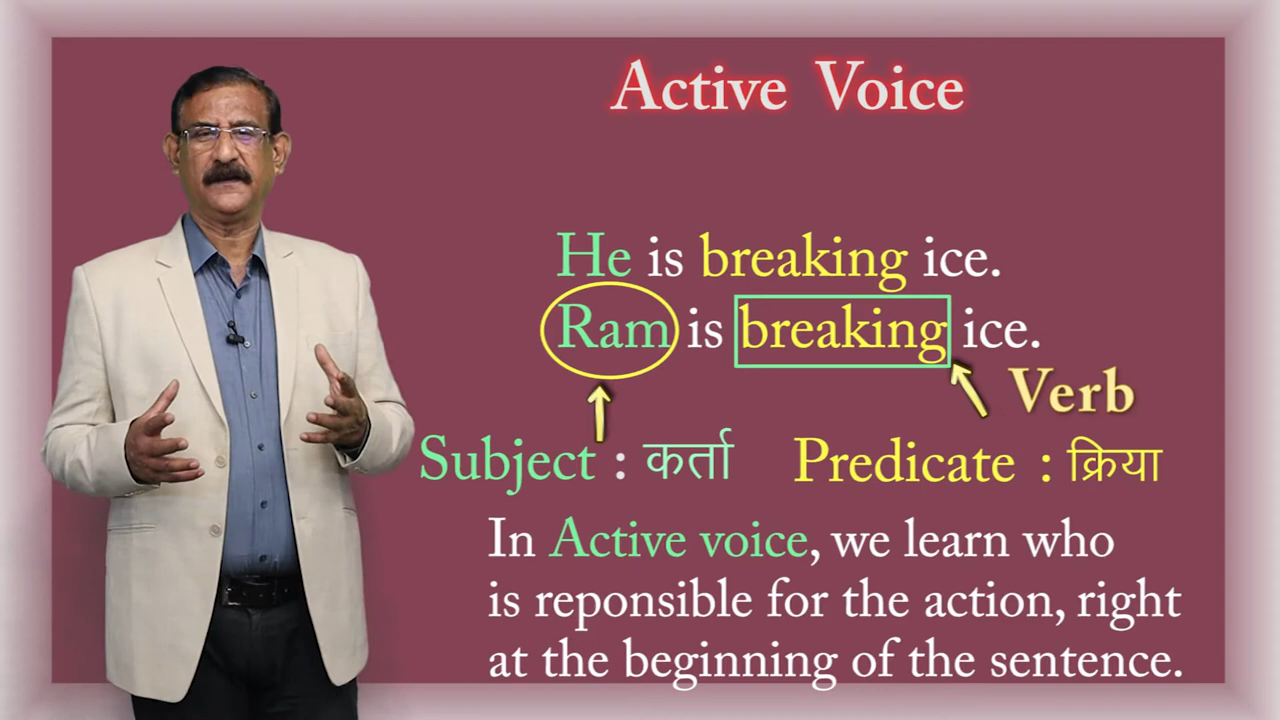 Active Voice
He is breaking ice.
Ram is breaking ice.
Verb
Subject : कर्ता
Predicate : क्रिया
In Active voice, we learn who
is reponsible for the action, right
at the beginning of the sentence.